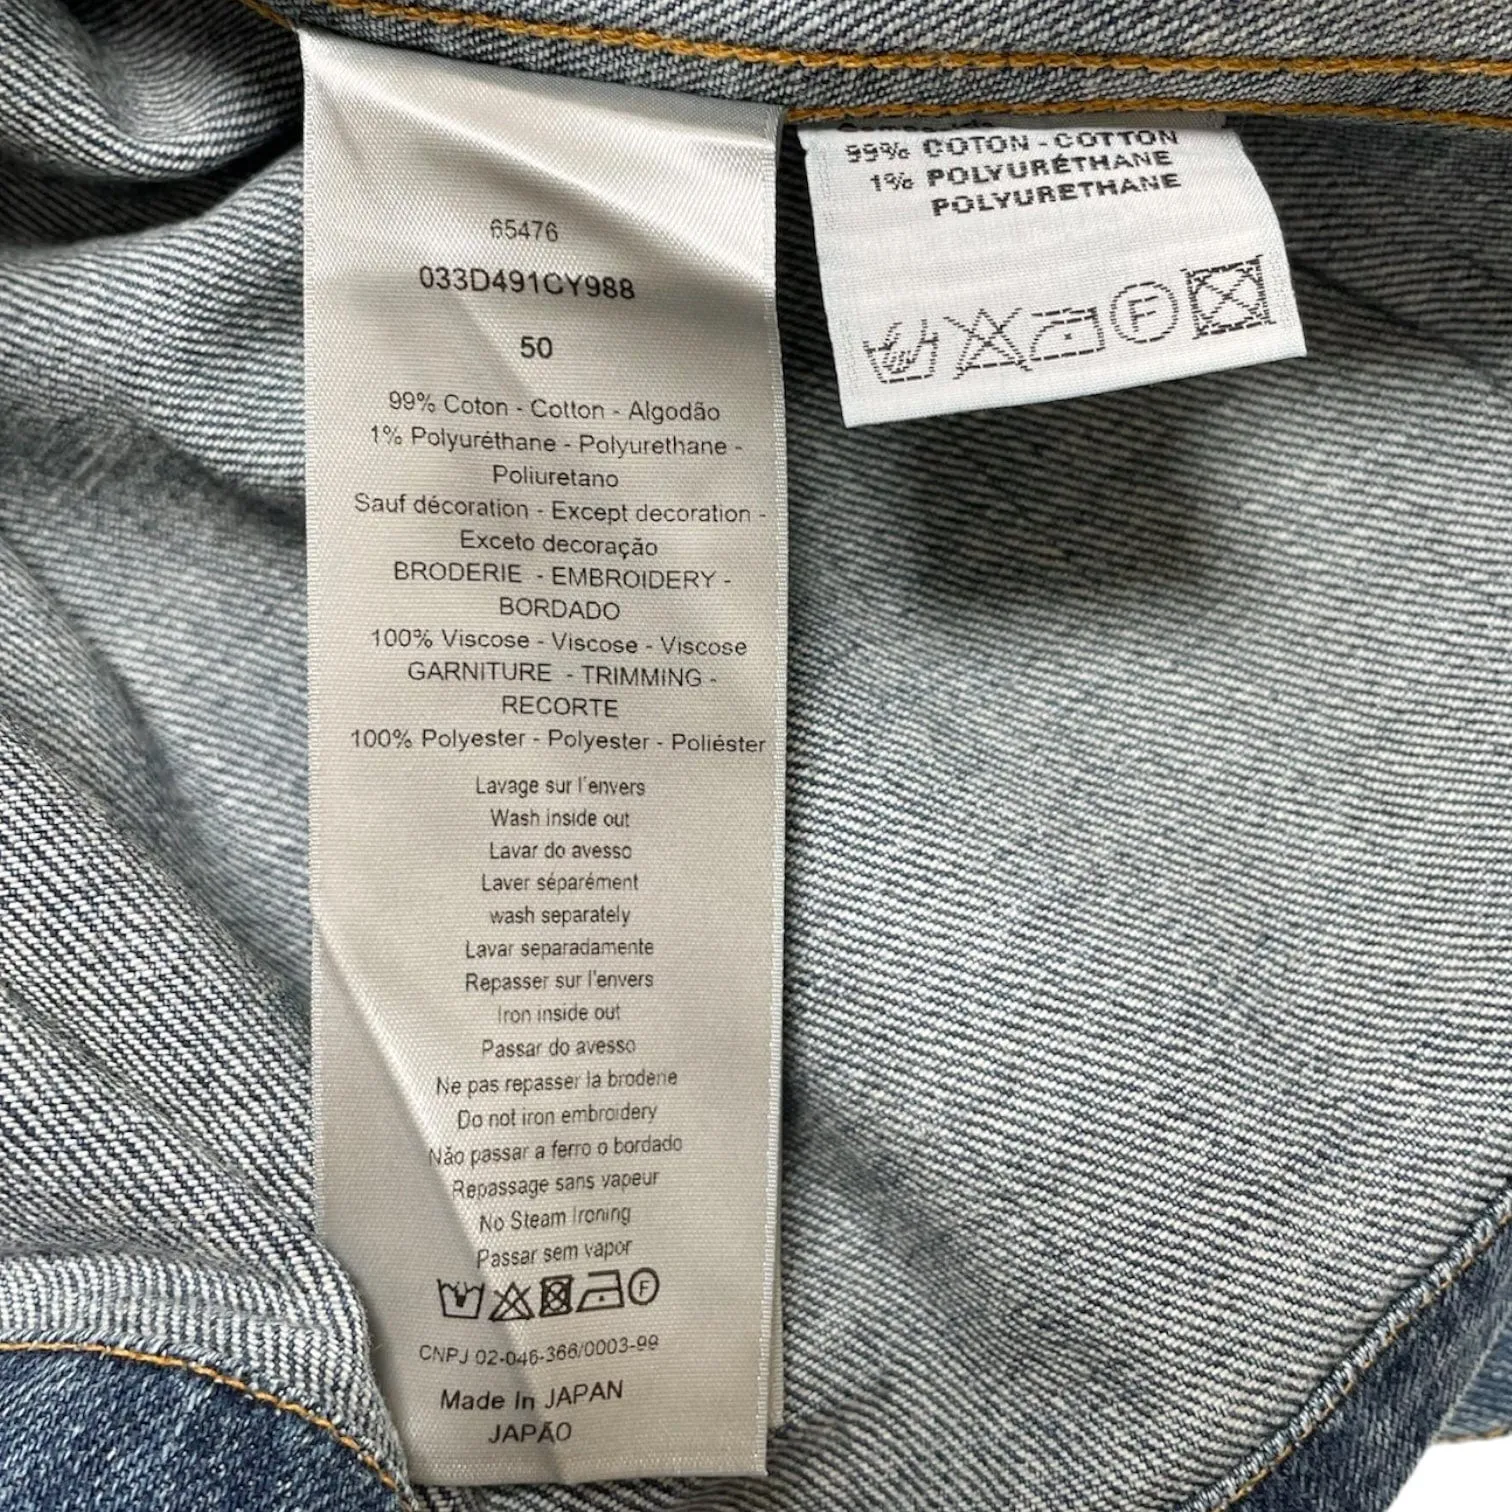 65476
033D491CY988
50
99% Coton - Cotton - Algodão
1% Polyuréthane - Polyurethane -
Poliuretano
Sauf décoration - Except decoration -
Exceto decoração
BRODERIE - EMBROIDERY -
BORDADO
100% Viscose - Viscose - Viscose
GARNITURE - TRIMMING -
RECORTE
100% Polyester - Polyester - Poliéster
Lavage sur l'envers
Wash inside out
Lavar do avesso
Laver séparément
wash separately
Lavar separadamente
Repasser sur l'envers
Iron inside out
Passar do avesso
Ne pas repasser la broderie
Do not iron embroidery
Não passar a ferro o bordado
Repassage sans vapeur
No Steam Ironing
Passar sem vapor
F
CNPJ 02-046-366/0003-99
Made In JAPAN
JAPÃO
99% COTON - COTTON
1% POLYURÉTHANE
POLYURETHANE
F